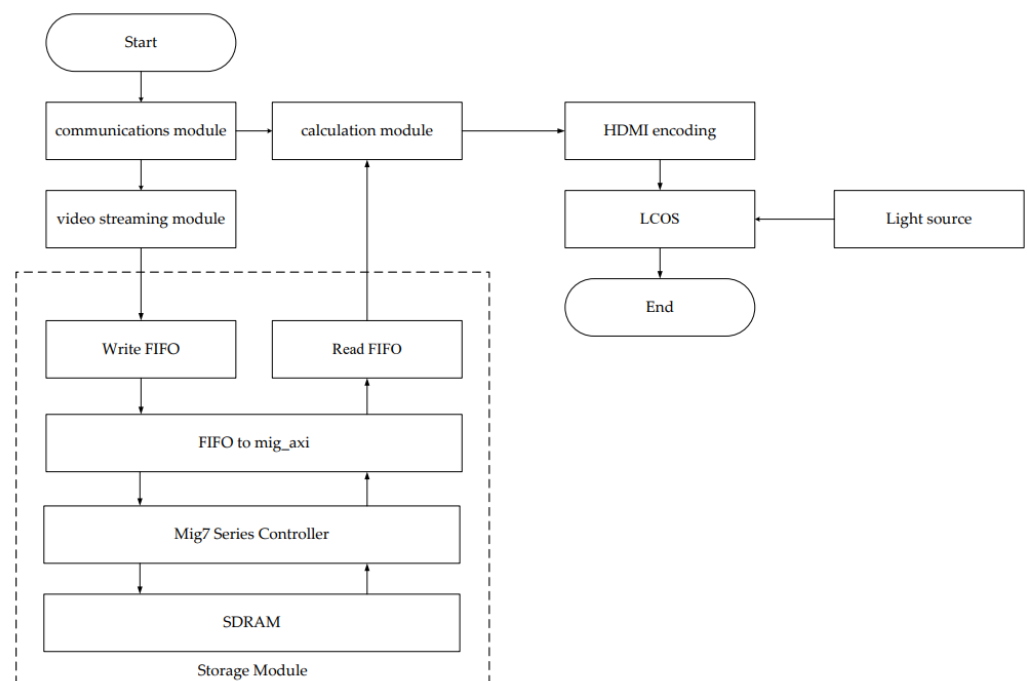 Start
communications module
calculation module
HDMI encoding
video streaming module
LCOS
Light source
End
Write FIFO
Read FIFO
FIFO to mig_axi
Mig7 Series Controller
SDRAM
Storage Module